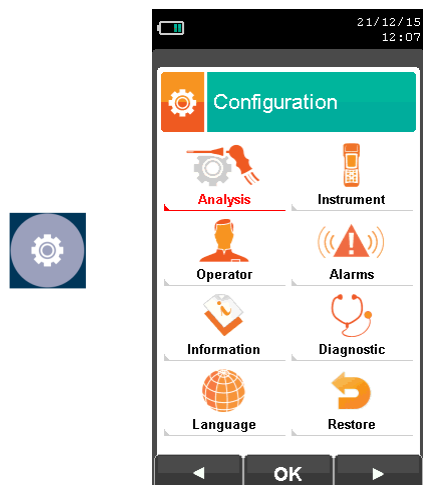 21/12/15
12:07
Configuration
Analysis
Instrument
Operator
Alarms
Information
Diagnostic
Language
Restore
OK